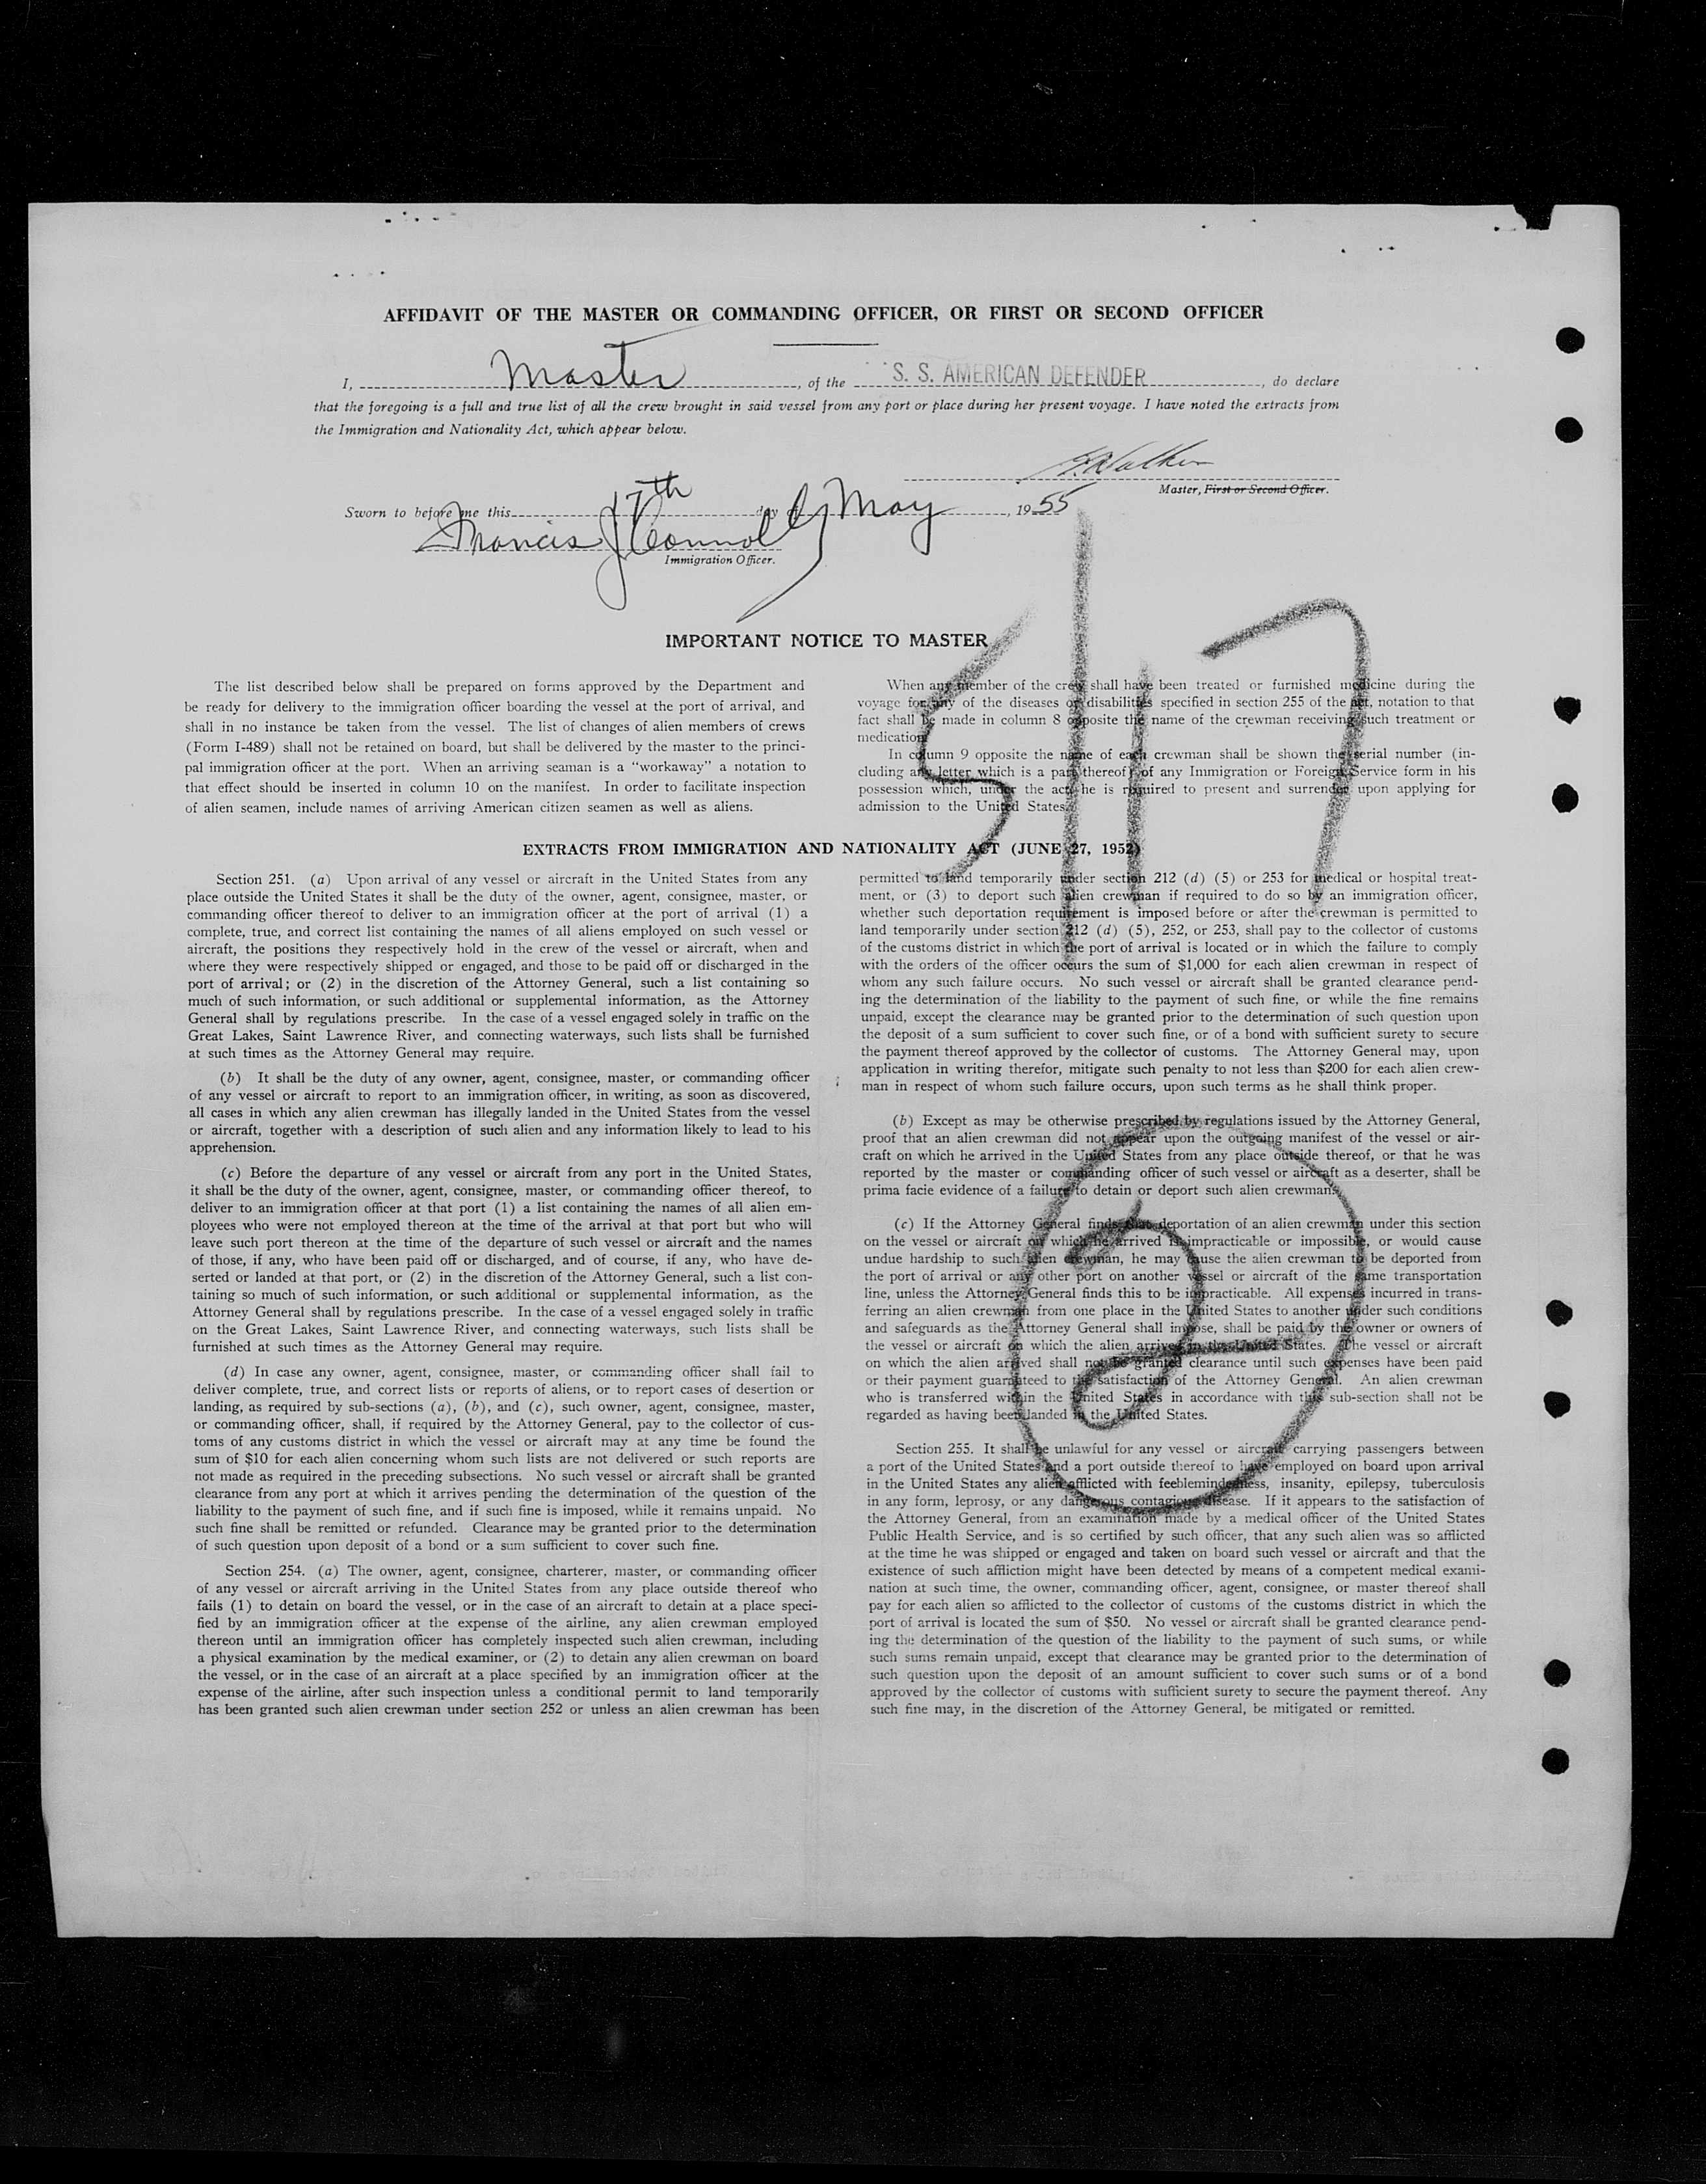 AFFIDAVIT OF THE MASTER OR COMMANDING OFFICER, OR FIRST OR SECOND OFFICER
I, Master, of the S. S. AMERICAN DEFENDER, do declare
that the foregoing is a full and true list of all the crew brought in said vessel from any port or place during her present voyage. I have noted the extracts from
the Immigration and Nationality Act, which appear below.
Walker
Master, First or Second Officer.
Sworn to before me this 17th day of May, 1955
Francis J Connolly
Immigration Officer.
5/17
IMPORTANT NOTICE TO MASTER
The list described below shall be prepared on forms approved by the Department and
be ready for delivery to the immigration officer boarding the vessel at the port of arrival, and
shall in no instance be taken from the vessel. The list of changes of alien members of crews
(Form I-489) shall not be retained on board, but shall be delivered by the master to the princi-
pal immigration officer at the port. When an arriving seaman is a “workaway” a notation to
that effect should be inserted in column 10 on the manifest. In order to facilitate inspection
of alien seamen, include names of arriving American citizen seamen as well as aliens.
When any member of the crew shall have been treated or furnished medicine during the
voyage for any of the diseases or disabilities specified in section 255 of the act, notation to that
fact shall be made in column 8 opposite the name of the crewman receiving such treatment or
medication.
In column 9 opposite the name of each crewman shall be shown the serial number (in-
cluding any letter which is a part thereof) of any Immigration or Foreign Service form in his
possession which, under the act, he is required to present and surrender upon applying for
admission to the United States.
EXTRACTS FROM IMMIGRATION AND NATIONALITY ACT (JUNE 27, 1952)
Section 251. (a) Upon arrival of any vessel or aircraft in the United States from any
place outside the United States it shall be the duty of the owner, agent, consignee, master, or
commanding officer thereof to deliver to an immigration officer at the port of arrival (1) a
complete, true, and correct list containing the names of all aliens employed on such vessel or
aircraft, the positions they respectively hold in the crew of the vessel or aircraft, when and
where they were respectively shipped or engaged, and those to be paid off or discharged in the
port of arrival; or (2) in the discretion of the Attorney General, such a list containing so
much of such information, or such additional or supplemental information, as the Attorney
General shall by regulations prescribe. In the case of a vessel engaged solely in traffic on the
Great Lakes, Saint Lawrence River, and connecting waterways, such lists shall be furnished
at such times as the Attorney General may require.
(b) It shall be the duty of any owner, agent, consignee, master, or commanding officer
of any vessel or aircraft to report to an immigration officer, in writing, as soon as discovered,
all cases in which any alien crewman has illegally landed in the United States from the vessel
or aircraft, together with a description of such alien and any information likely to lead to his
apprehension.
(c) Before the departure of any vessel or aircraft from any port in the United States,
it shall be the duty of the owner, agent, consignee, master, or commanding officer thereof, to
deliver to an immigration officer at that port (1) a list containing the names of all alien em-
ployees who were not employed thereon at the time of the arrival at that port but who will
leave such port thereon at the time of the departure of such vessel or aircraft and the names
of those, if any, who have been paid off or discharged, and of course, if any, who have de-
serted or landed at that port, or (2) in the discretion of the Attorney General, such a list con-
taining so much of such information, or such additional or supplemental information, as the
Attorney General shall by regulations prescribe. In the case of a vessel engaged solely in traffic
on the Great Lakes, Saint Lawrence River, and connecting waterways, such lists shall be
furnished at such times as the Attorney General may require.
(d) In case any owner, agent, consignee, master, or commanding officer shall fail to
deliver complete, true, and correct lists or reports of aliens, or to report cases of desertion or
landing, as required by sub-sections (a), (b), and (c), such owner, agent, consignee, master,
or commanding officer, shall, if required by the Attorney General, pay to the collector of cus-
toms of any customs district in which the vessel or aircraft may at any time be found the
sum of $10 for each alien concerning whom such lists are not delivered or such reports are
not made as required in the preceding subsections. No such vessel or aircraft shall be granted
clearance from any port at which it arrives pending the determination of the question of the
liability to the payment of such fine, and if such fine is imposed, while it remains unpaid. No
such fine shall be remitted or refunded. Clearance may be granted prior to the determination
of such question upon deposit of a bond or a sum sufficient to cover such fine.
Section 254. (a) The owner, agent, consignee, charterer, master, or commanding officer
of any vessel or aircraft arriving in the United States from any place outside thereof who
fails (1) to detain on board the vessel, or in the case of an aircraft to detain at a place speci-
fied by an immigration officer at the expense of the airline, any alien crewman employed
thereon until an immigration officer has completely inspected such alien crewman, including
a physical examination by the medical examiner, or (2) to detain any alien crewman on board
the vessel, or in the case of an aircraft at a place specified by an immigration officer at the
expense of the airline, after such inspection unless a conditional permit to land temporarily
has been granted such alien crewman under section 252 or unless an alien crewman has been
permitted to land temporarily under section 212 (d) (5) or 253 for medical or hospital treat-
ment, or (3) to deport such alien crewman if required to do so by an immigration officer,
whether such deportation requirement is imposed before or after the crewman is permitted to
land temporarily under section 212 (d) (5), 252, or 253, shall pay to the collector of customs
of the customs district in which the port of arrival is located or in which the failure to comply
with the orders of the officer occurs the sum of $1,000 for each alien crewman in respect of
whom any such failure occurs. No such vessel or aircraft shall be granted clearance pend-
ing the determination of the liability to the payment of such fine, or while the fine remains
unpaid, except the clearance may be granted prior to the determination of such question upon
the deposit of a sum sufficient to cover such fine, or of a bond with sufficient surety to secure
the payment thereof approved by the collector of customs. The Attorney General may, upon
application in writing therefor, mitigate such penalty to not less than $200 for each alien crew-
man in respect of whom such failure occurs, upon such terms as he shall think proper.
(b) Except as may be otherwise prescribed by regulations issued by the Attorney General,
proof that an alien crewman did not appear upon the outgoing manifest of the vessel or air-
craft on which he arrived in the United States from any place outside thereof, or that he was
reported by the master or commanding officer of such vessel or aircraft as a deserter, shall be
prima facie evidence of a failure to detain or deport such alien crewman.
(c) If the Attorney General finds that deportation of an alien crewman under this section
on the vessel or aircraft on which he arrived is impracticable or impossible, or would cause
undue hardship to such alien crewman, he may cause the alien crewman to be deported from
the port of arrival or any other port on another vessel or aircraft of the same transportation
line, unless the Attorney General finds this to be impracticable. All expenses incurred in trans-
ferring an alien crewman from one place in the United States to another under such conditions
and safeguards as the Attorney General shall impose, shall be paid by the owner or owners of
the vessel or aircraft on which the alien arrived in the United States. The vessel or aircraft
on which the alien arrived shall not be granted clearance until such expenses have been paid
or their payment guaranteed to the satisfaction of the Attorney General. An alien crewman
who is transferred within the United States in accordance with this sub-section shall not be
regarded as having been landed in the United States.
2
Section 255. It shall be unlawful for any vessel or aircraft carrying passengers between
a port of the United States and a port outside thereof to have employed on board upon arrival
in the United States any alien afflicted with feeblemindedness, insanity, epilepsy, tuberculosis
in any form, leprosy, or any dangerous contagious disease. If it appears to the satisfaction of
the Attorney General, from an examination made by a medical officer of the United States
Public Health Service, and is so certified by such officer, that any such alien was so afflicted
at the time he was shipped or engaged and taken on board such vessel or aircraft and that the
existence of such affliction might have been detected by means of a competent medical exami-
nation at such time, the owner, commanding officer, agent, consignee, or master thereof shall
pay for each alien so afflicted to the collector of customs of the customs district in which the
port of arrival is located the sum of $50. No vessel or aircraft shall be granted clearance pend-
ing the determination of the question of the liability to the payment of such sums, or while
such sums remain unpaid, except that clearance may be granted prior to the determination of
such question upon the deposit of an amount sufficient to cover such sums or of a bond
approved by the collector of customs with sufficient surety to secure the payment thereof. Any
such fine may, in the discretion of the Attorney General, be mitigated or remitted.